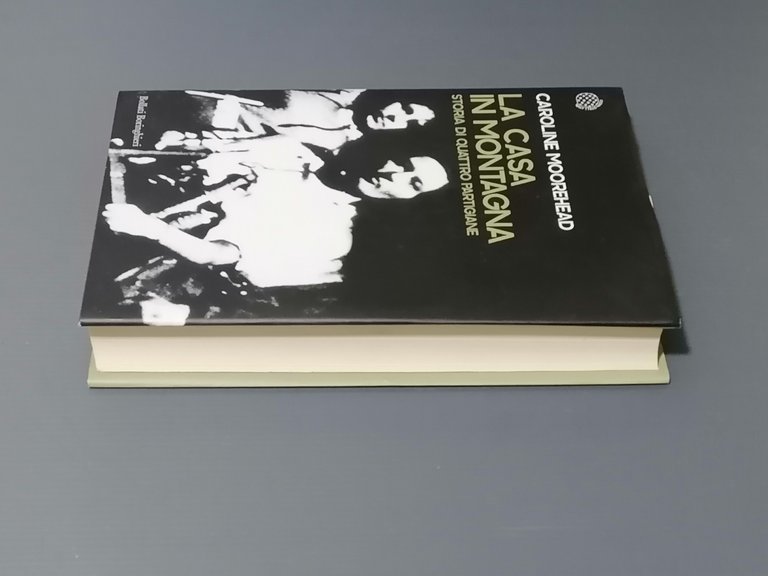 CAROLINE MOOREHEAD
LA CASA
IN MONTAGNA
STORIA DI QUATTRO PARTIGIANE
Bollati Boringhieri